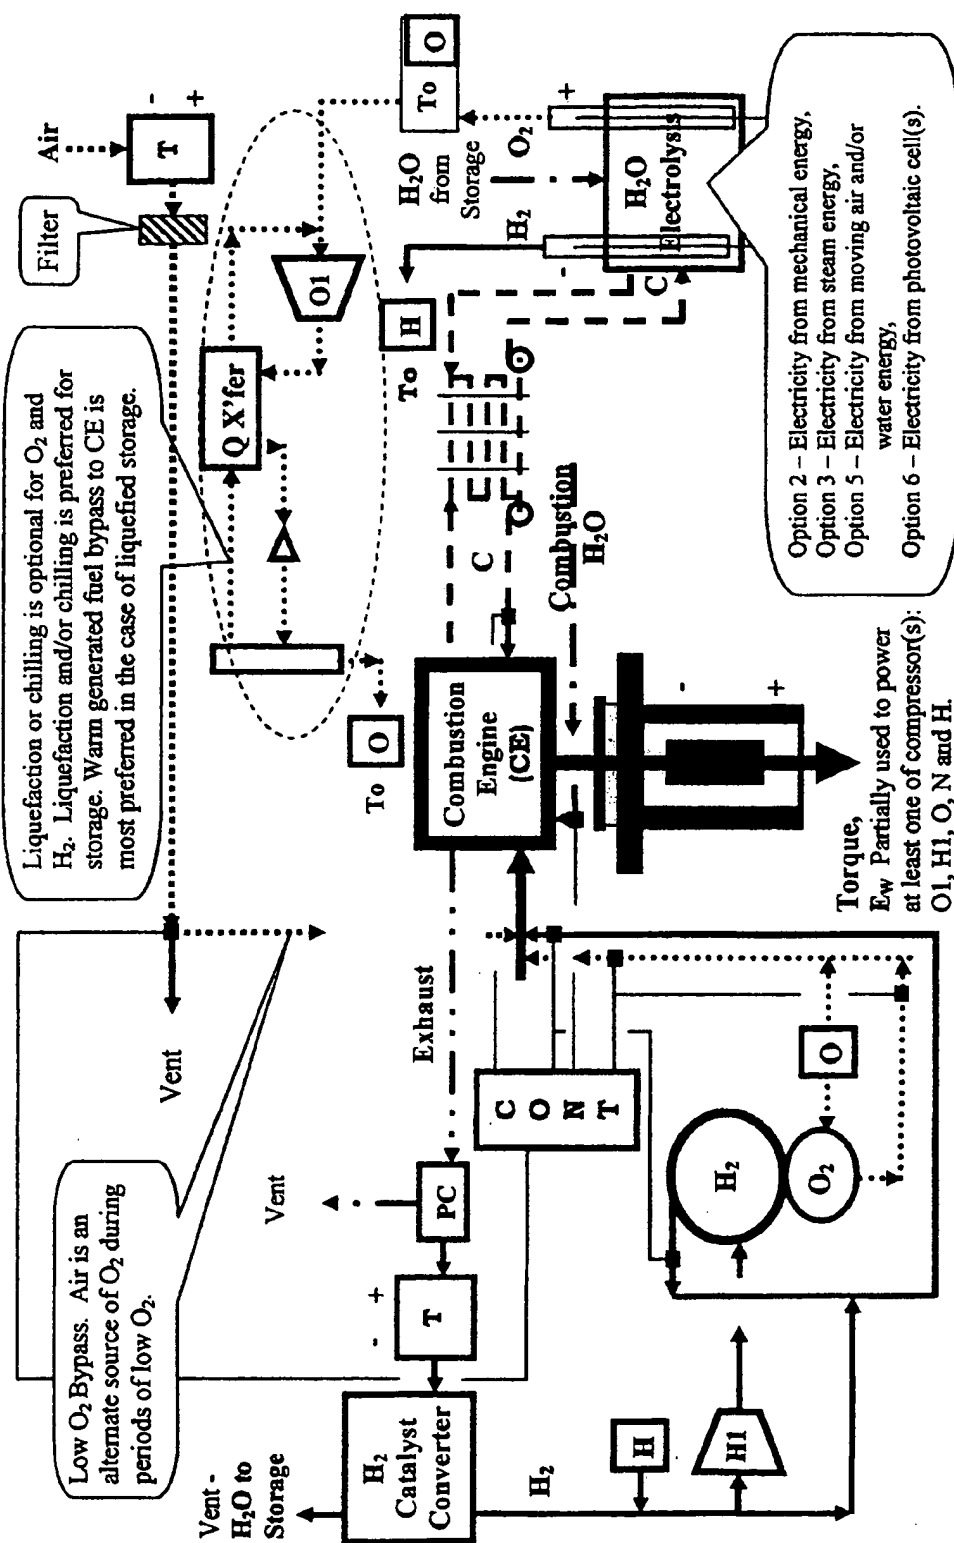 Low O2 Bypass. Air is an
alternate source of O2 during
periods of low O2.
Liquefaction or chilling is optional for O2 and
H2. Liquefaction and/or chilling is preferred for
storage. Warm generated fuel bypass to CE is
most preferred in the case of liquefied storage.
Filter
Air
T
-
+
Vent
Q X'fer
O1
To
O
To
O
To
H
Vent -
H2O to
Storage
H2
Catalyst
Converter
-
+
T
PC
Vent
Exhaust
Combustion
Engine
(CE)
C
C
H2
H2O
from
Storage
O2
-
+
H2O
Electrolysis
Combustion
H2O
C
O
N
T
H2
H
H1
H2
O2
O
-
+
Torque,
EW Partially used to power
at least one of compressor(s):
O1, H1, O, N and H.
Option 2 – Electricity from mechanical energy,
Option 3 – Electricity from steam energy,
Option 5 – Electricity from moving air and/or
water energy,
Option 6 – Electricity from photovoltaic cell(s).